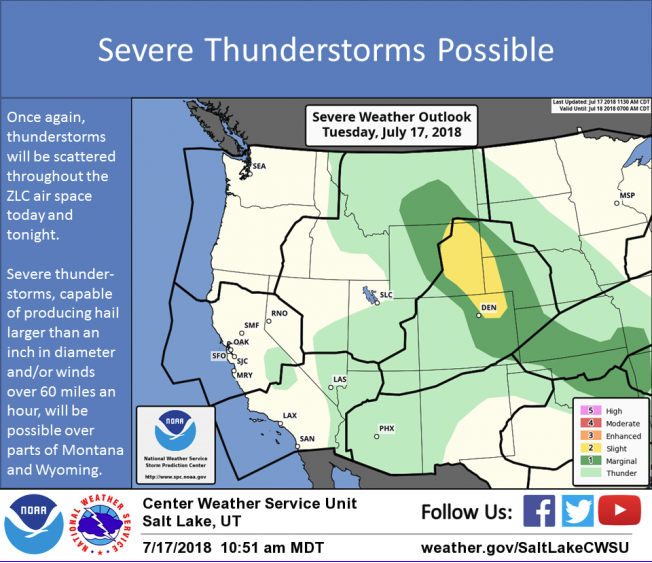 Severe Thunderstorms Possible
Once again,
thunderstorms
will be scattered
throughout the
ZLC air space
today and
tonight.
Severe thunder-
storms, capable
of producing hail
larger than an
inch in diameter
and/or winds
over 60 miles an
hour, will be
possible over
parts of Montana
and Wyoming.
Severe Weather Outlook
Tuesday, July 17, 2018
Last Updated: Jul 17 2018 1130 AM CDT
Valid Until: Jul 18 2018 0700 AM CDT
SEA
MSP
SLC
DEN
RNO
SMF
OAK
SFO
SJC
MRY
LAS
LAX
PHX
SAN
NOAA
National Weather Service
Storm Prediction Center
http://www.spc.noaa.gov
5 High
4 Moderate
3 Enhanced
2 Slight
1 Marginal
Thunder
NOAA
NATIONAL WEATHER SERVICE
Center Weather Service Unit
Salt Lake, UT
7/17/2018 10:51 am MDT
Follow Us:
weather.gov/SaltLakeCWSU